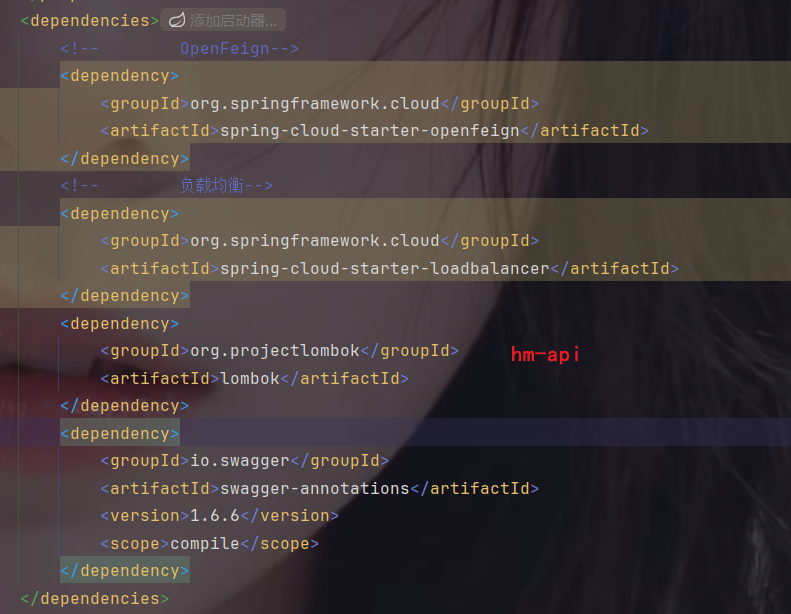 <dependencies> 添加启动器...
<!--        OpenFeign-->
<dependency>
<groupId>org.springframework.cloud</groupId>
<artifactId>spring-cloud-starter-openfeign</artifactId>
</dependency>
<!--        负载均衡-->
<dependency>
<groupId>org.springframework.cloud</groupId>
<artifactId>spring-cloud-starter-loadbalancer</artifactId>
</dependency>
<dependency>
<groupId>org.projectlombok</groupId>
hm-api
<artifactId>lombok</artifactId>
</dependency>
<dependency>
<groupId>io.swagger</groupId>
<artifactId>swagger-annotations</artifactId>
<version>1.6.6</version>
<scope>compile</scope>
</dependency>
</dependencies>